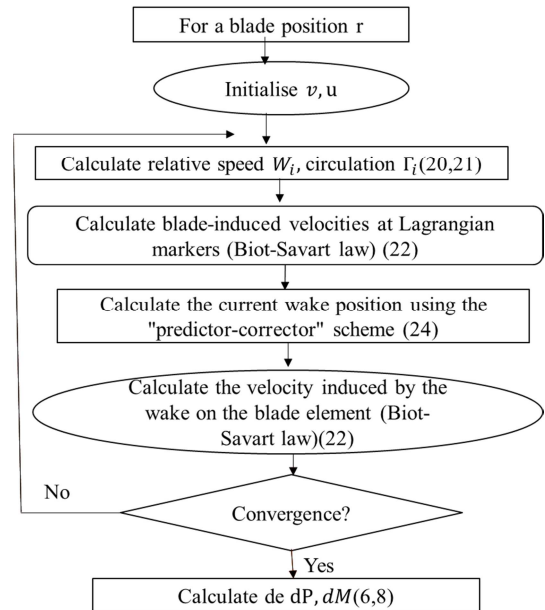 For a blade position r
Initialise v, u
Calculate relative speed Wᵢ, circulation Γᵢ(20,21)
Calculate blade-induced velocities at Lagrangian
markers (Biot-Savart law) (22)
Calculate the current wake position using the
"predictor-corrector" scheme (24)
Calculate the velocity induced by the
wake on the blade element (Biot-
Savart law)(22)
No
Convergence?
Yes
Calculate de dP, dM(6,8)